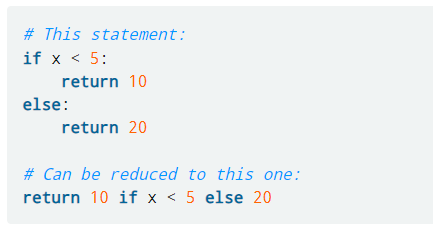 # This statement:
if x < 5:
    return 10
else:
    return 20

# Can be reduced to this one:
return 10 if x < 5 else 20